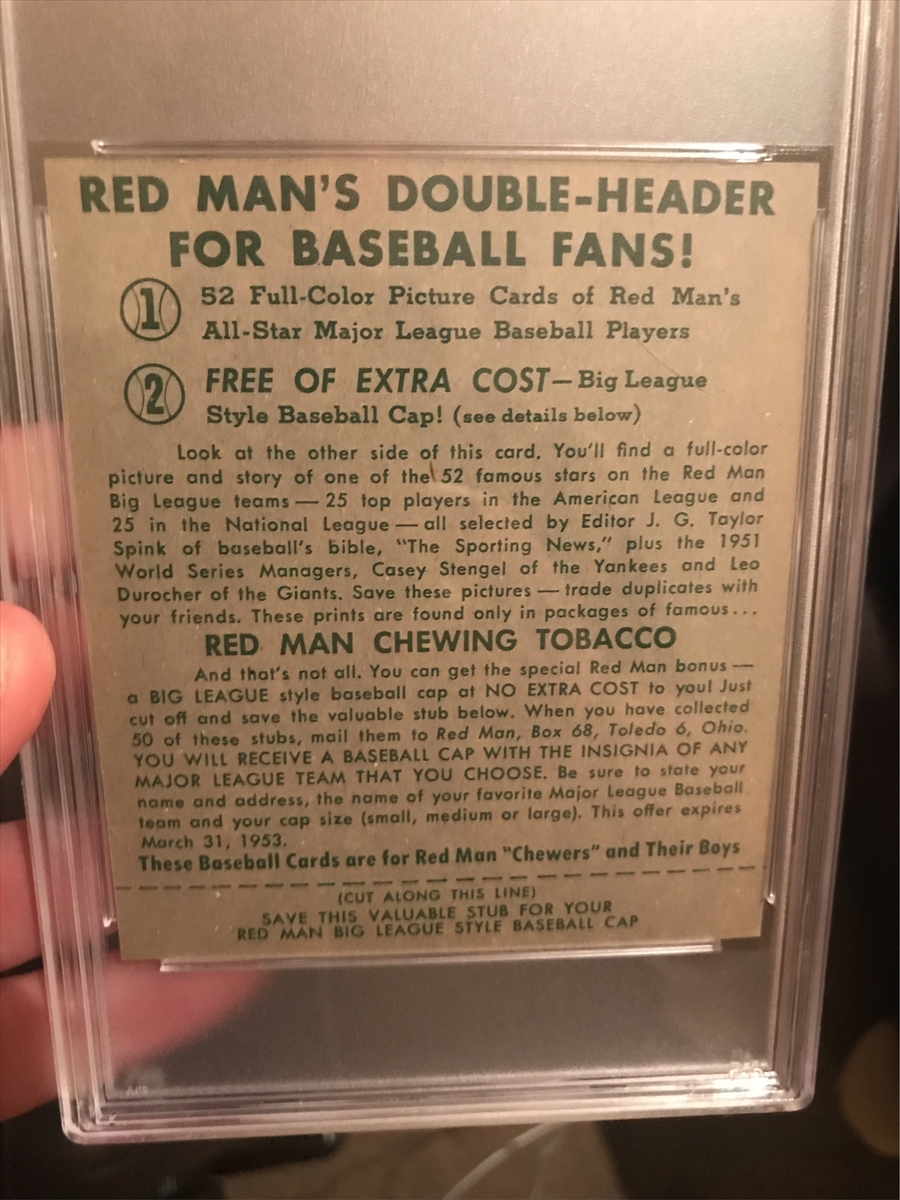 RED MAN'S DOUBLE-HEADER
FOR BASEBALL FANS!
1 52 Full-Color Picture Cards of Red Man's
All-Star Major League Baseball Players
2 FREE OF EXTRA COST—Big League
Style Baseball Cap! (see details below)
Look at the other side of this card. You'll find a full-color
picture and story of one of the 52 famous stars on the Red Man
Big League teams — 25 top players in the American League and
25 in the National League — all selected by Editor J. G. Taylor
Spink of baseball's bible, "The Sporting News," plus the 1951
World Series Managers, Casey Stengel of the Yankees and Leo
Durocher of the Giants. Save these pictures — trade duplicates with
your friends. These prints are found only in packages of famous...
RED MAN CHEWING TOBACCO
And that's not all. You can get the special Red Man bonus —
a BIG LEAGUE style baseball cap at NO EXTRA COST to you! Just
cut off and save the valuable stub below. When you have collected
50 of these stubs, mail them to Red Man, Box 68, Toledo 6, Ohio.
YOU WILL RECEIVE A BASEBALL CAP WITH THE INSIGNIA OF ANY
MAJOR LEAGUE TEAM THAT YOU CHOOSE. Be sure to state your
name and address, the name of your favorite Major League Baseball
team and your cap size (small, medium or large). This offer expires
March 31, 1953.
These Baseball Cards are for Red Man "Chewers" and Their Boys
(CUT ALONG THIS LINE)
SAVE THIS VALUABLE STUB FOR YOUR
RED MAN BIG LEAGUE STYLE BASEBALL CAP